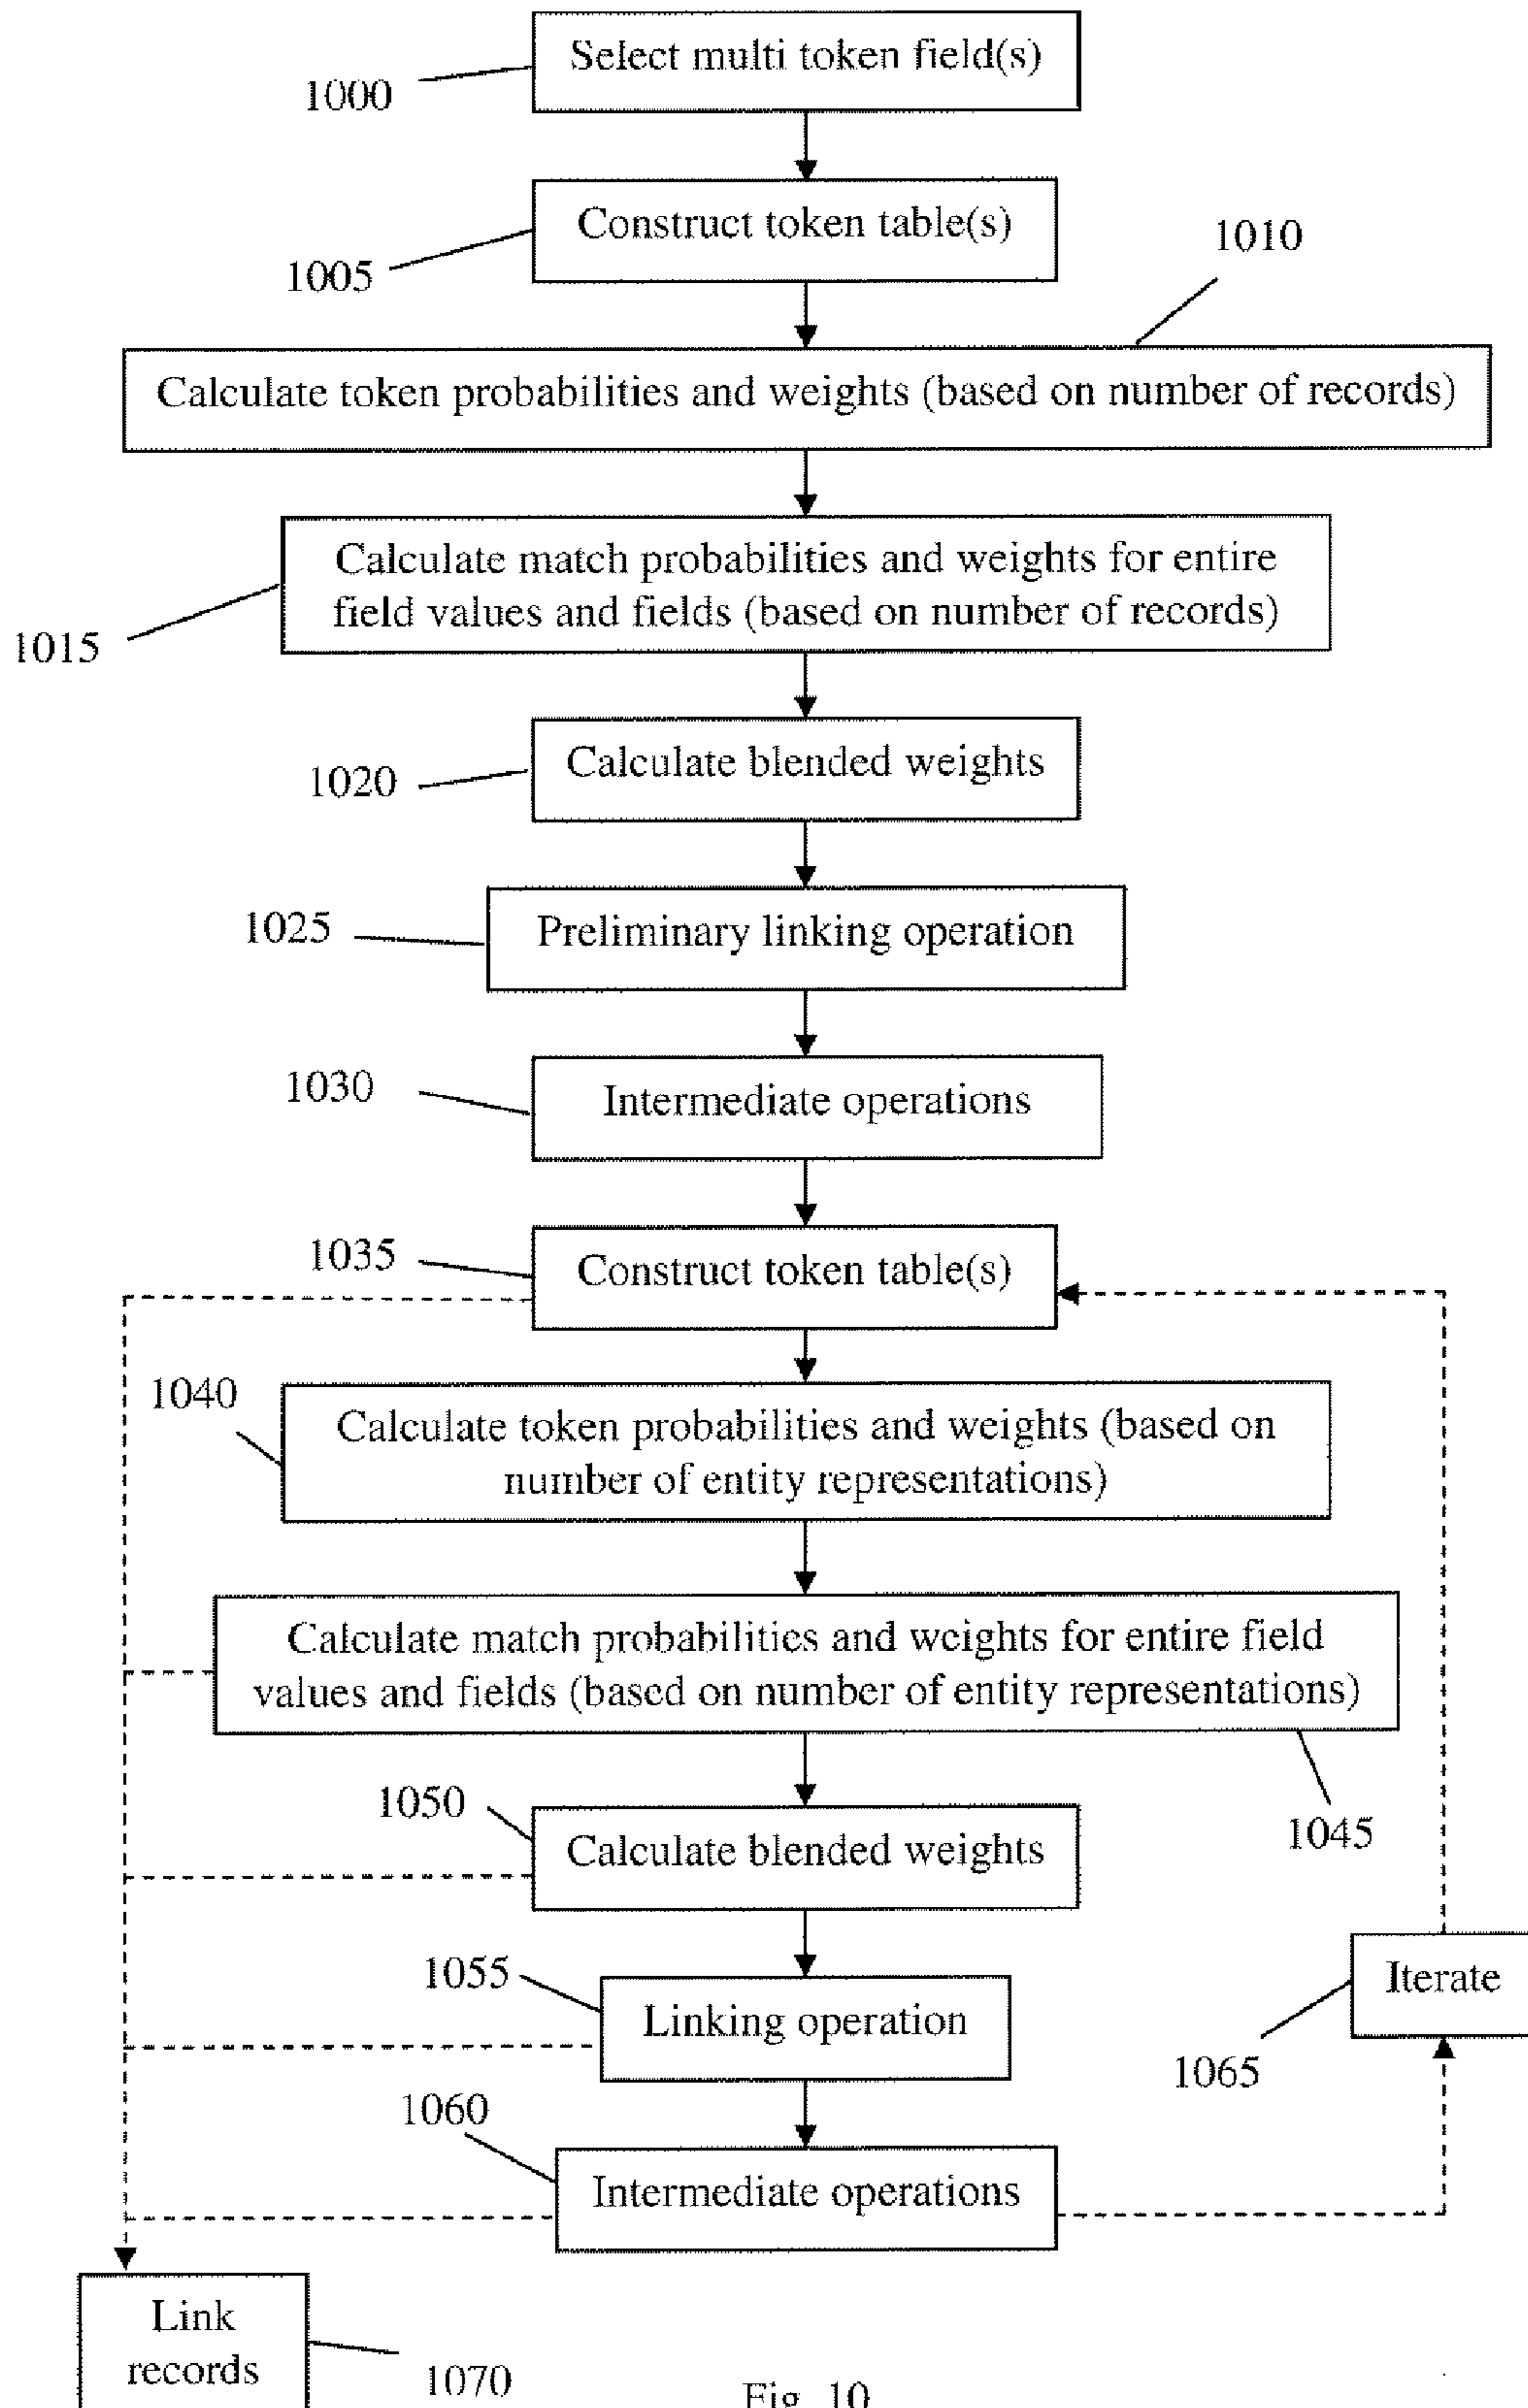 Select multi token field(s)
1000
Construct token table(s)
1005
1010
Calculate token probabilities and weights (based on number of records)
Calculate match probabilities and weights for entire
field values and fields (based on number of records)
1015
Calculate blended weights
1020
Preliminary linking operation
1025
Intermediate operations
1030
Construct token table(s)
1035
1040
Calculate token probabilities and weights (based on
number of entity representations)
Calculate match probabilities and weights for entire field
values and fields (based on number of entity representations)
1045
1050
Calculate blended weights
1055
Linking operation
Iterate
1065
1060
Intermediate operations
Link
records
1070
Fig. 10